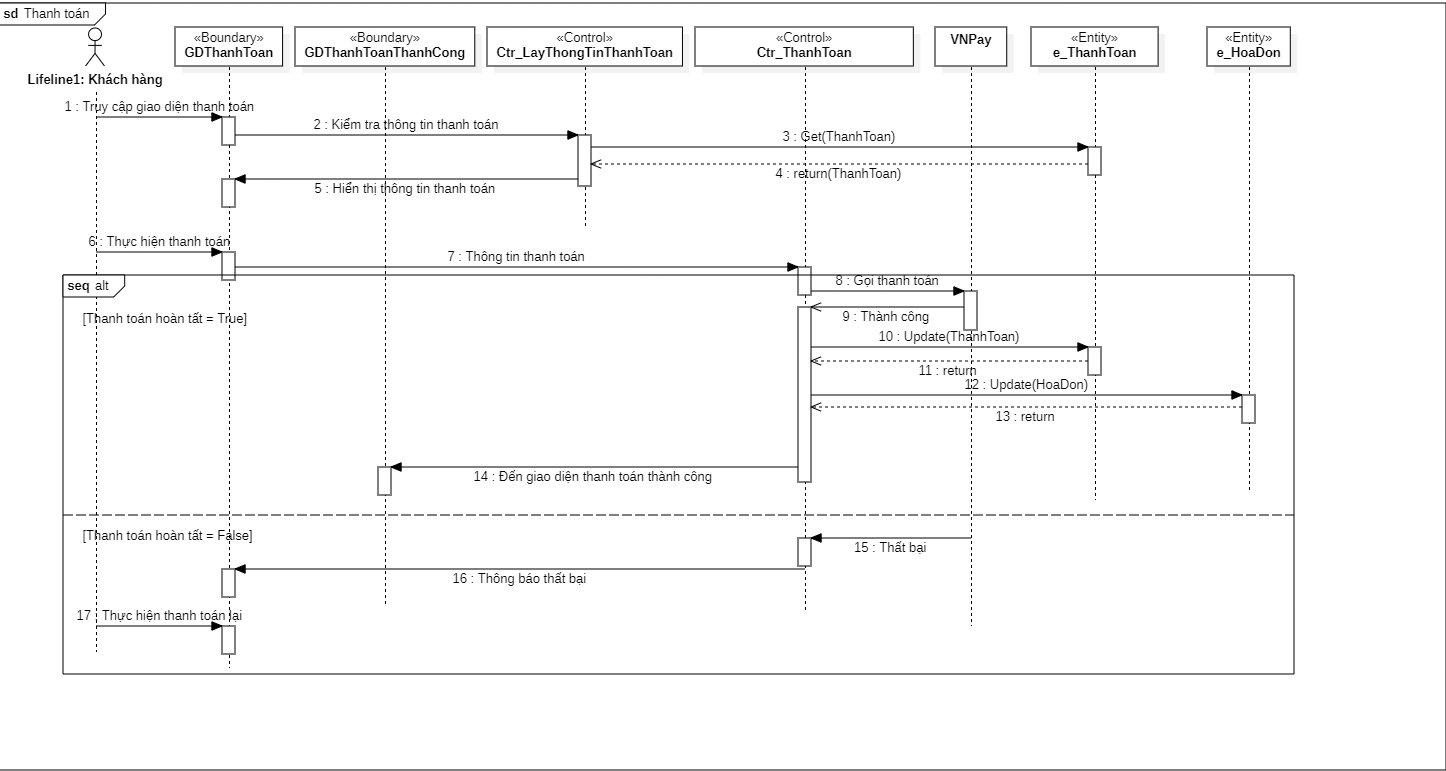 sd Thanh toán
Lifeline1: Khách hàng
«Boundary»
GDThanhToan
«Boundary»
GDThanhToanThanhCong
«Control»
Ctr_LayThongTinThanhToan
«Control»
Ctr_ThanhToan
VNPay
«Entity»
e_ThanhToan
«Entity»
e_HoaDon
1 : Truy cập giao diện thanh toán
2 : Kiểm tra thông tin thanh toán
3 : Get(ThanhToan)
4 : return(ThanhToan)
5 : Hiển thị thông tin thanh toán
6 : Thực hiện thanh toán
7 : Thông tin thanh toán
seq alt
8 : Gọi thanh toán
[Thanh toán hoàn tất = True]
9 : Thành công
10 : Update(ThanhToan)
11 : return
12 : Update(HoaDon)
13 : return
14 : Đến giao diện thanh toán thành công
[Thanh toán hoàn tất = False]
15 : Thất bại
16 : Thông báo thất bại
17 : Thực hiện thanh toán lại